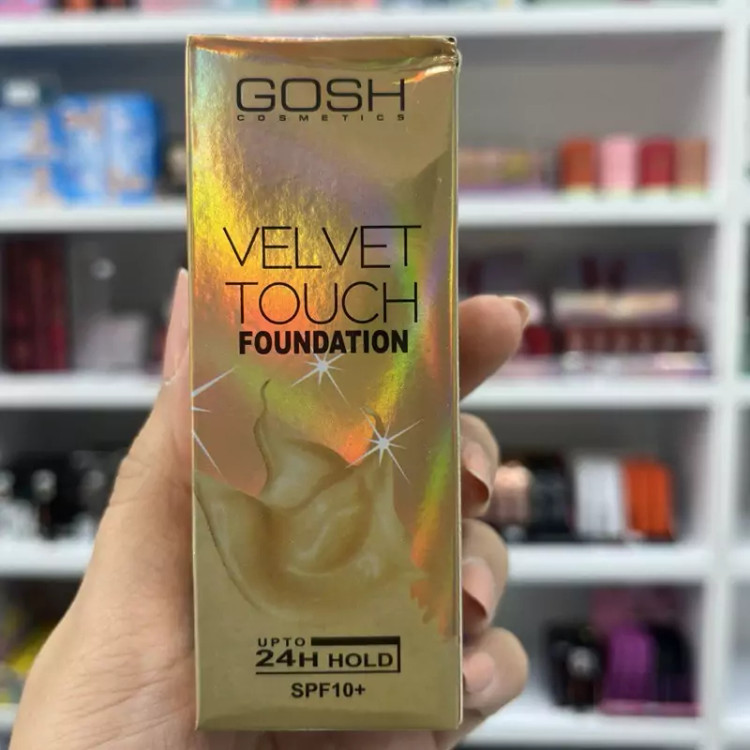 GOSH
COSMETICS
VELVET
TOUCH
FOUNDATION
UPTO
24H HOLD
SPF10+